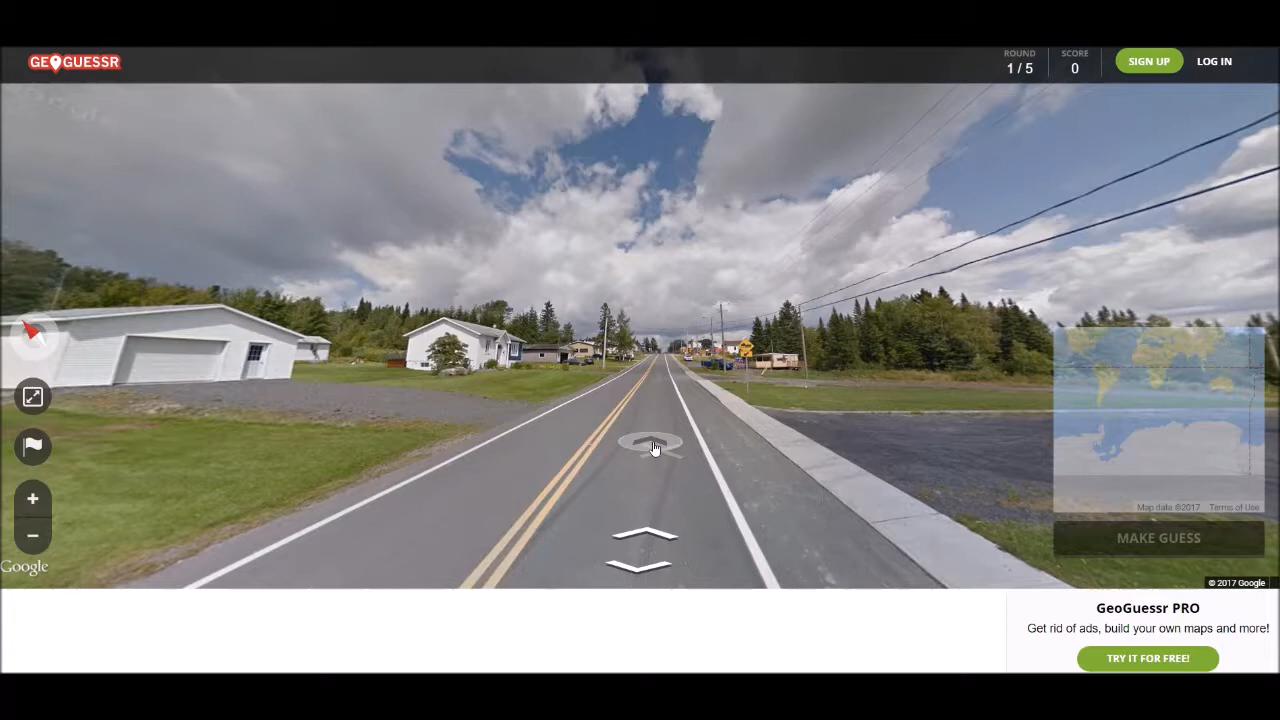 GEOGUESSR
ROUND
1 / 5
SCORE
0
SIGN UP
LOG IN
Map data ©2017 Terms of Use
MAKE GUESS
Google
© 2017 Google
GeoGuessr PRO
Get rid of ads, build your own maps and more!
TRY IT FOR FREE!